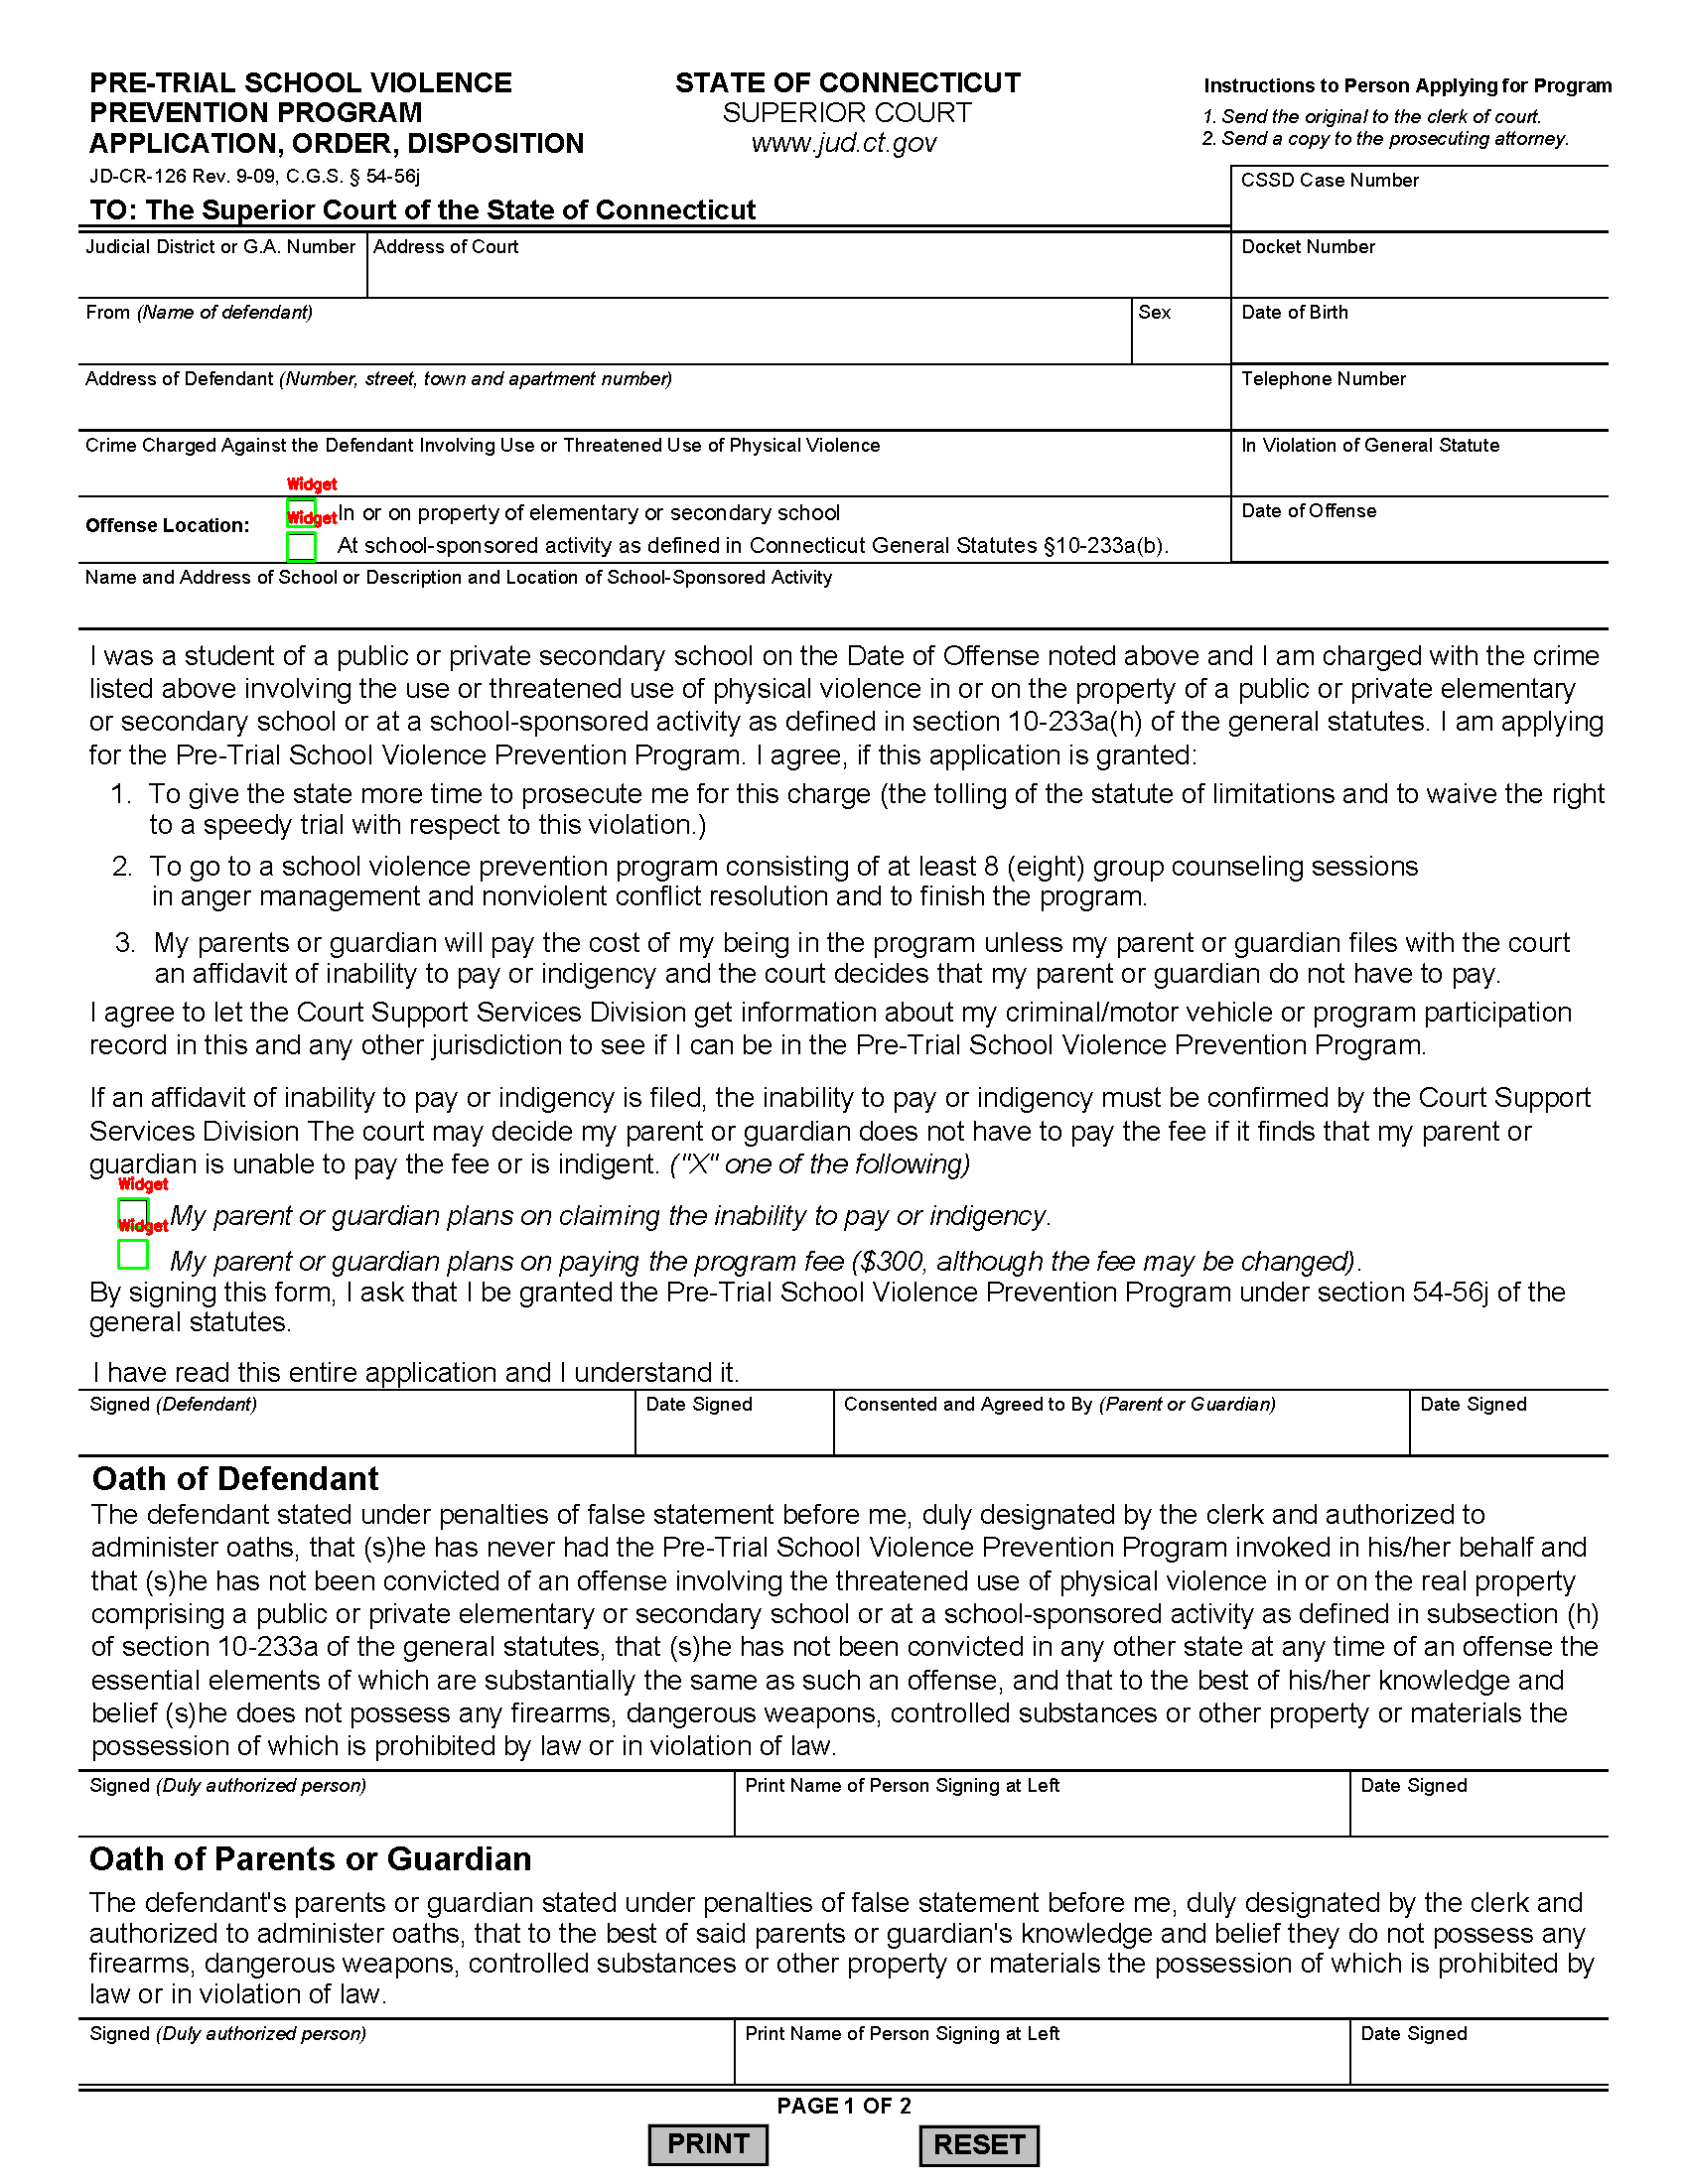 PRE-TRIAL SCHOOL VIOLENCE
PREVENTION PROGRAM
APPLICATION, ORDER, DISPOSITION
JD-CR-126 Rev. 9-09, C.G.S. § 54-56j
TO: The Superior Court of the State of Connecticut
STATE OF CONNECTICUT
SUPERIOR COURT
www.jud.ct.gov
Instructions to Person Applying for Program
1. Send the original to the clerk of court.
2. Send a copy to the prosecuting attorney.
CSSD Case Number
Judicial District or G.A. Number
Address of Court
Docket Number
From (Name of defendant)
Sex
Date of Birth
Address of Defendant (Number, street, town and apartment number)
Telephone Number
Crime Charged Against the Defendant Involving Use or Threatened Use of Physical Violence
In Violation of General Statute
Offense Location:
Widget
In or on property of elementary or secondary school
Widget
At school-sponsored activity as defined in Connecticut General Statutes §10-233a(b).
Date of Offense
Name and Address of School or Description and Location of School-Sponsored Activity
I was a student of a public or private secondary school on the Date of Offense noted above and I am charged with the crime
listed above involving the use or threatened use of physical violence in or on the property of a public or private elementary
or secondary school or at a school-sponsored activity as defined in section 10-233a(h) of the general statutes. I am applying
for the Pre-Trial School Violence Prevention Program. I agree, if this application is granted:
1. To give the state more time to prosecute me for this charge (the tolling of the statute of limitations and to waive the right
to a speedy trial with respect to this violation.)
2. To go to a school violence prevention program consisting of at least 8 (eight) group counseling sessions
in anger management and nonviolent conflict resolution and to finish the program.
3. My parents or guardian will pay the cost of my being in the program unless my parent or guardian files with the court
an affidavit of inability to pay or indigency and the court decides that my parent or guardian do not have to pay.
I agree to let the Court Support Services Division get information about my criminal/motor vehicle or program participation
record in this and any other jurisdiction to see if I can be in the Pre-Trial School Violence Prevention Program.
If an affidavit of inability to pay or indigency is filed, the inability to pay or indigency must be confirmed by the Court Support
Services Division The court may decide my parent or guardian does not have to pay the fee if it finds that my parent or
guardian is unable to pay the fee or is indigent. ("X" one of the following)
Widget
My parent or guardian plans on claiming the inability to pay or indigency.
Widget
My parent or guardian plans on paying the program fee ($300, although the fee may be changed).
By signing this form, I ask that I be granted the Pre-Trial School Violence Prevention Program under section 54-56j of the
general statutes.
I have read this entire application and I understand it.
Signed (Defendant)
Date Signed
Consented and Agreed to By (Parent or Guardian)
Date Signed
Oath of Defendant
The defendant stated under penalties of false statement before me, duly designated by the clerk and authorized to
administer oaths, that (s)he has never had the Pre-Trial School Violence Prevention Program invoked in his/her behalf and
that (s)he has not been convicted of an offense involving the threatened use of physical violence in or on the real property
comprising a public or private elementary or secondary school or at a school-sponsored activity as defined in subsection (h)
of section 10-233a of the general statutes, that (s)he has not been convicted in any other state at any time of an offense the
essential elements of which are substantially the same as such an offense, and that to the best of his/her knowledge and
belief (s)he does not possess any firearms, dangerous weapons, controlled substances or other property or materials the
possession of which is prohibited by law or in violation of law.
Signed (Duly authorized person)
Print Name of Person Signing at Left
Date Signed
Oath of Parents or Guardian
The defendant's parents or guardian stated under penalties of false statement before me, duly designated by the clerk and
authorized to administer oaths, that to the best of said parents or guardian's knowledge and belief they do not possess any
firearms, dangerous weapons, controlled substances or other property or materials the possession of which is prohibited by
law or in violation of law.
Signed (Duly authorized person)
Print Name of Person Signing at Left
Date Signed
PAGE 1 OF 2
PRINT
RESET